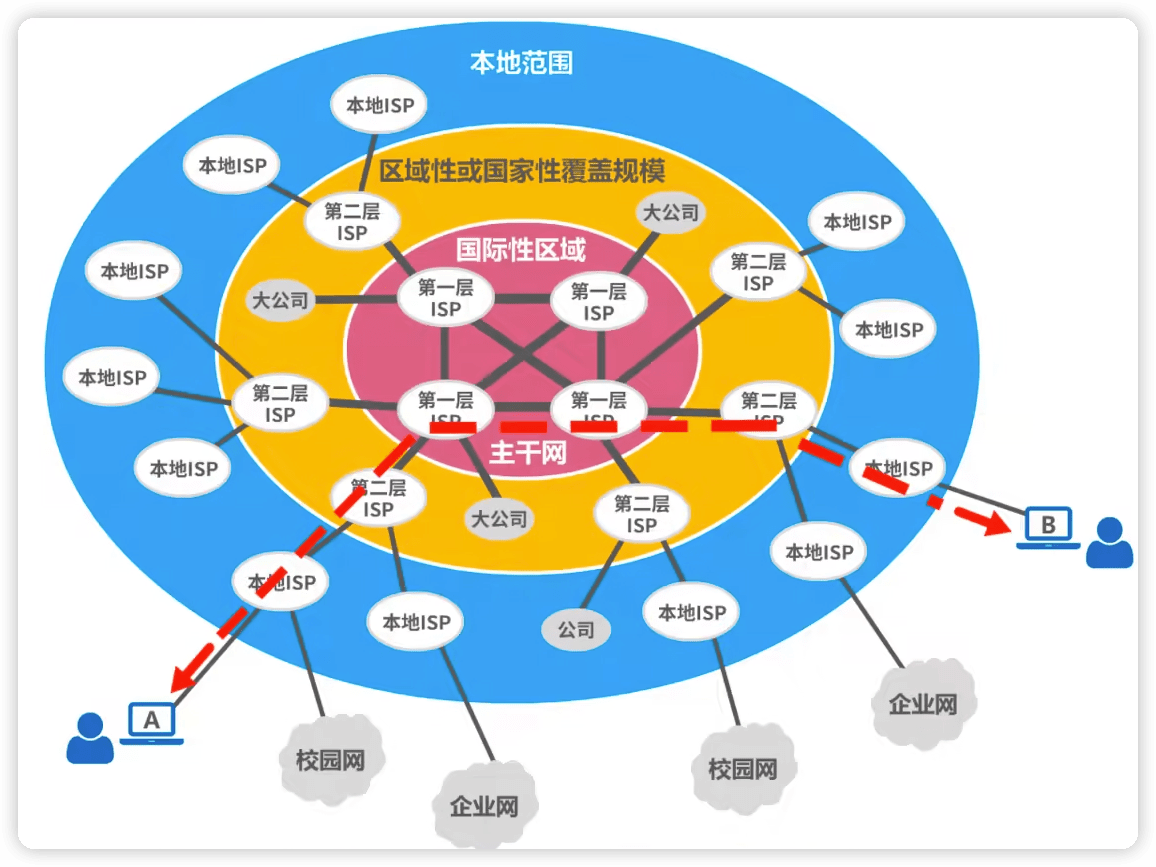 本地范围
本地ISP
本地ISP
区域性或国家性覆盖规模
第二层
ISP
大公司
本地ISP
国际性区域
本地ISP
第二层
ISP
大公司
第一层
ISP
第一层
ISP
本地ISP
本地ISP
第二层
ISP
第一层
ISP
第一层
ISP
第二层
ISP
主干网
本地ISP
本地ISP
第二层
ISP
大公司
第二层
ISP
B
本地ISP
本地ISP
本地ISP
公司
本地ISP
A
企业网
校园网
校园网
企业网